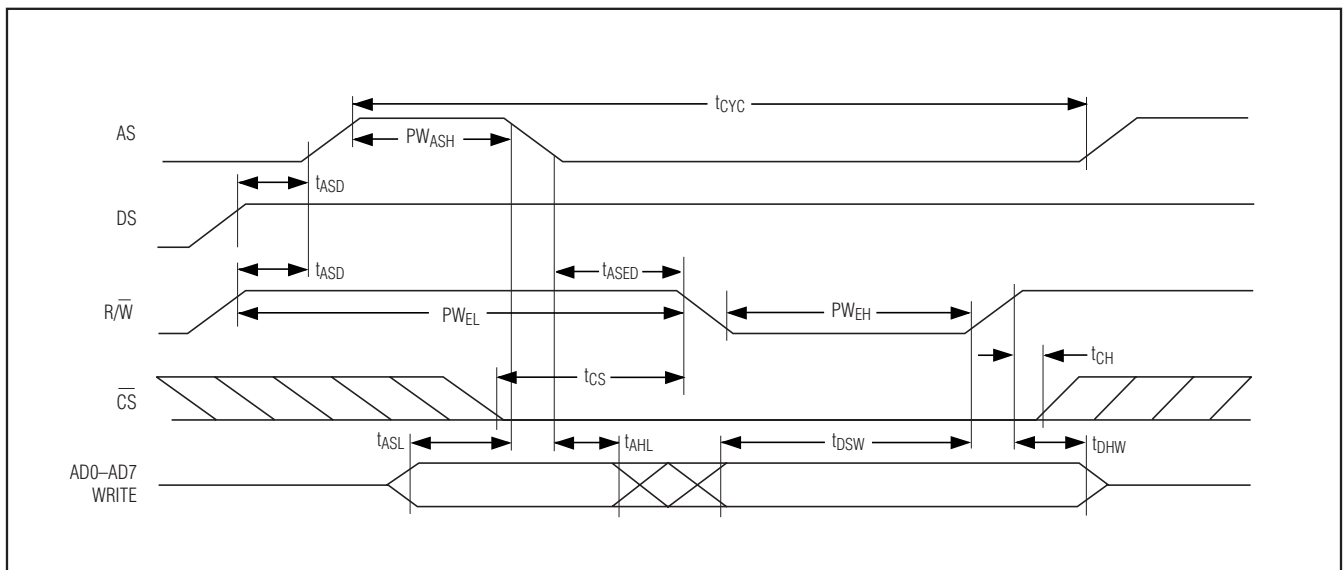 tCYC
AS
PWASH
tASD
DS
tASD
tASED
R/W̅
PWEL
PWEH
tCH
tCS
C̅S̅
tASL
tAHL
tDSW
tDHW
AD0–AD7
WRITE